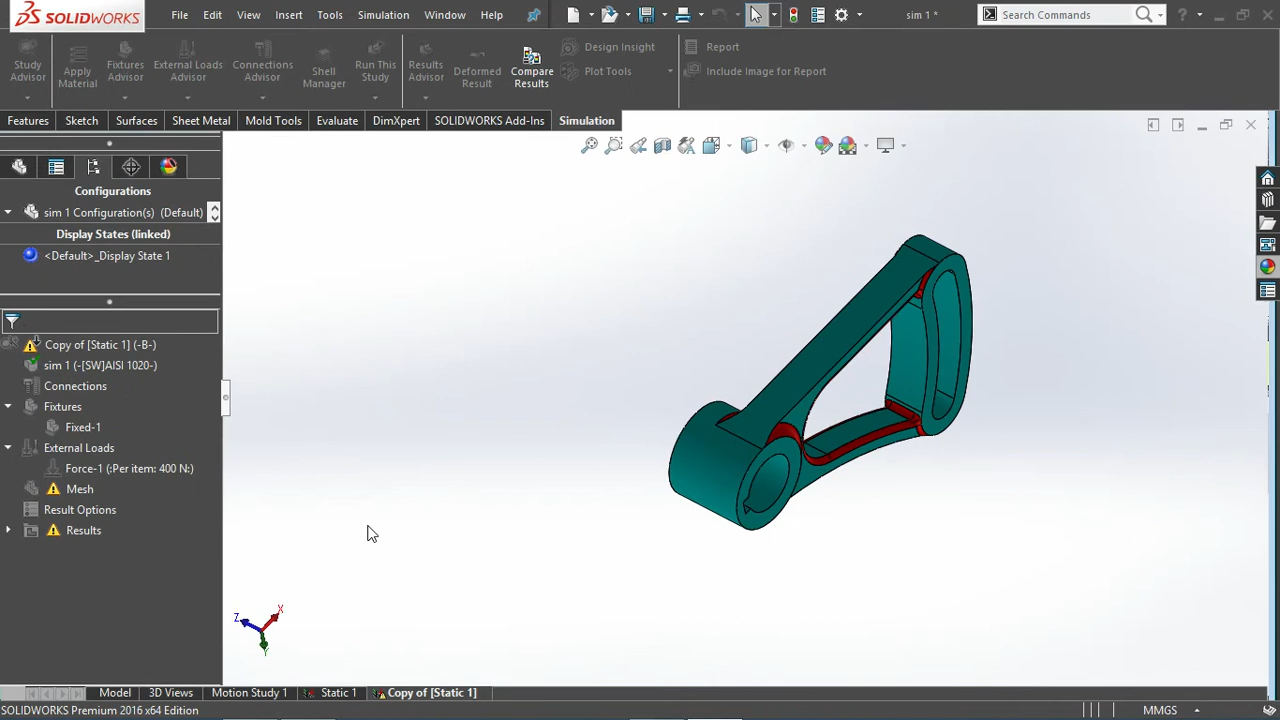 SOLIDWORKS
File Edit View Insert Tools Simulation Window Help
sim 1 *
Search Commands
?
Study Advisor
Apply Material
Fixtures Advisor
External Loads Advisor
Connections Advisor
Shell Manager
Run This Study
Results Advisor
Deformed Result
Compare Results
Design Insight
Plot Tools
Report
Include Image for Report
Features Sketch Surfaces Sheet Metal Mold Tools Evaluate DimXpert SOLIDWORKS Add-Ins Simulation
Configurations
sim 1 Configuration(s) (Default)
Display States (linked)
<Default>_Display State 1
Copy of [Static 1] (-B-)
sim 1 (-[SW]AISI 1020-)
Connections
Fixtures
Fixed-1
External Loads
Force-1 (:Per item: 400 N:)
Mesh
Result Options
Results
X
Z
Y
Model 3D Views Motion Study 1 Static 1 Copy of [Static 1]
SOLIDWORKS Premium 2016 x64 Edition
MMGS